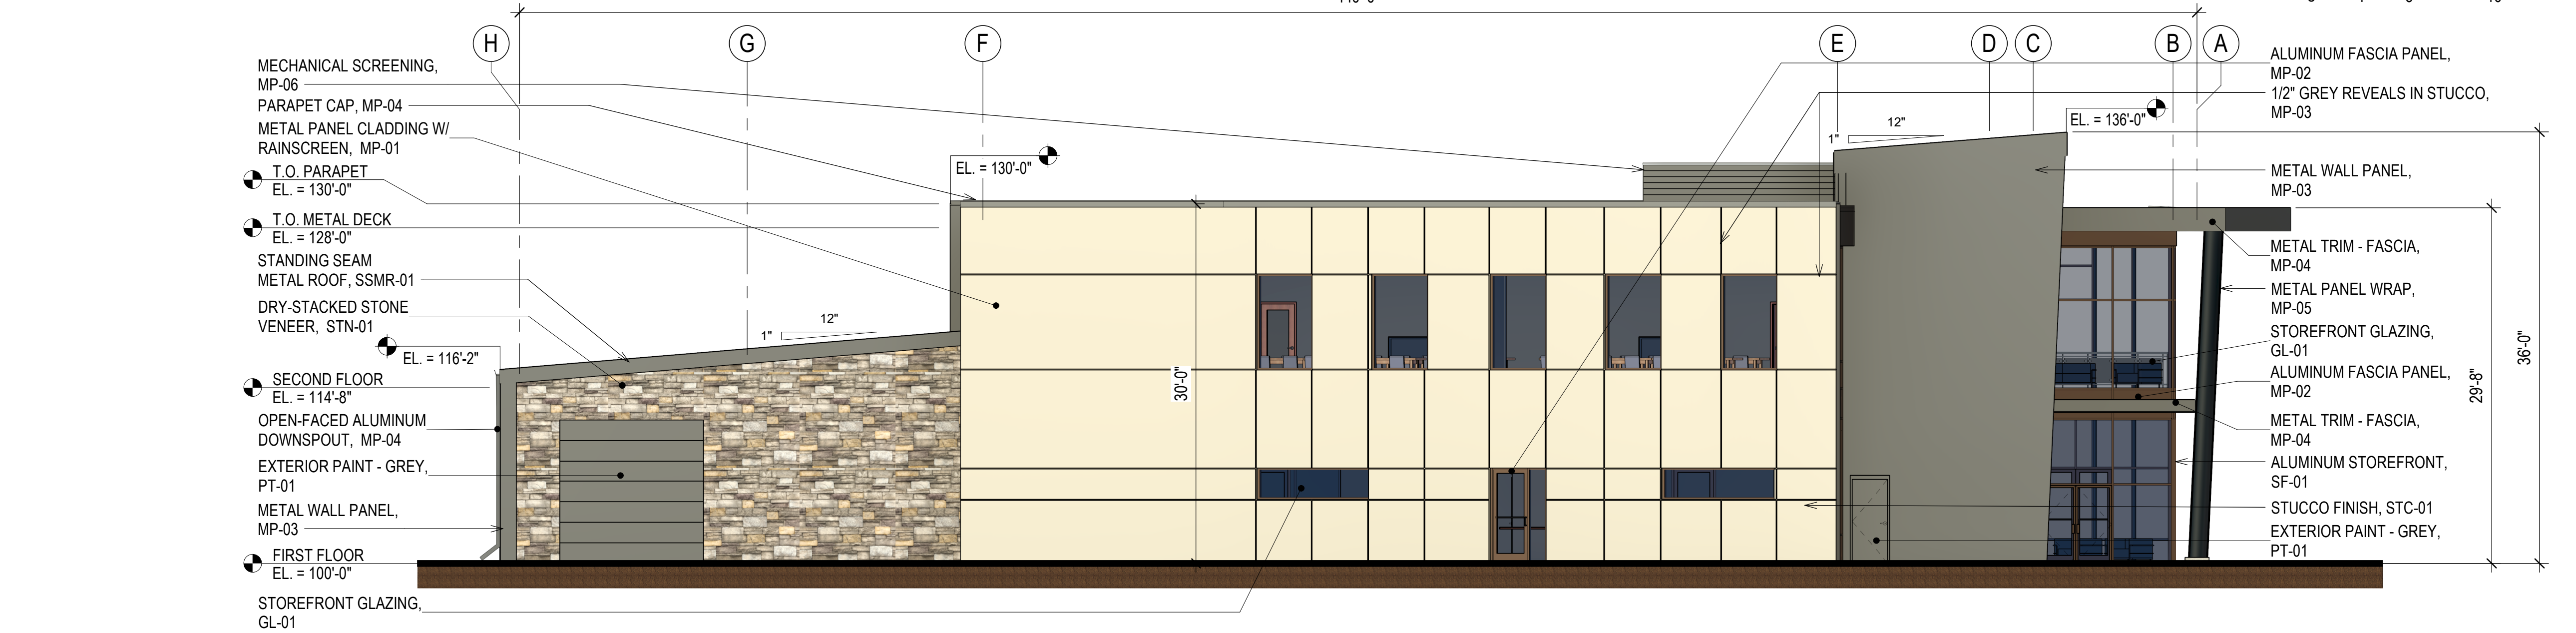 H
G
F
E
D
C
B
A
MECHANICAL SCREENING,
MP-06
PARAPET CAP, MP-04
METAL PANEL CLADDING W/
RAINSCREEN, MP-01
T.O. PARAPET
EL. = 130'-0"
T.O. METAL DECK
EL. = 128'-0"
STANDING SEAM
METAL ROOF, SSMR-01
DRY-STACKED STONE
VENEER, STN-01
EL. = 116'-2"
SECOND FLOOR
EL. = 114'-8"
OPEN-FACED ALUMINUM
DOWNSPOUT, MP-04
EXTERIOR PAINT - GREY,
PT-01
METAL WALL PANEL,
MP-03
FIRST FLOOR
EL. = 100'-0"
STOREFRONT GLAZING,
GL-01
12"
1"
EL. = 130'-0"
30'-0"
12"
1"
EL. = 136'-0"
ALUMINUM FASCIA PANEL,
MP-02
1/2" GREY REVEALS IN STUCCO,
MP-03
METAL WALL PANEL,
MP-03
METAL TRIM - FASCIA,
MP-04
METAL PANEL WRAP,
MP-05
STOREFRONT GLAZING,
GL-01
ALUMINUM FASCIA PANEL,
MP-02
METAL TRIM - FASCIA,
MP-04
ALUMINUM STOREFRONT,
SF-01
STUCCO FINISH, STC-01
EXTERIOR PAINT - GREY,
PT-01
29'-8"
36'-0"